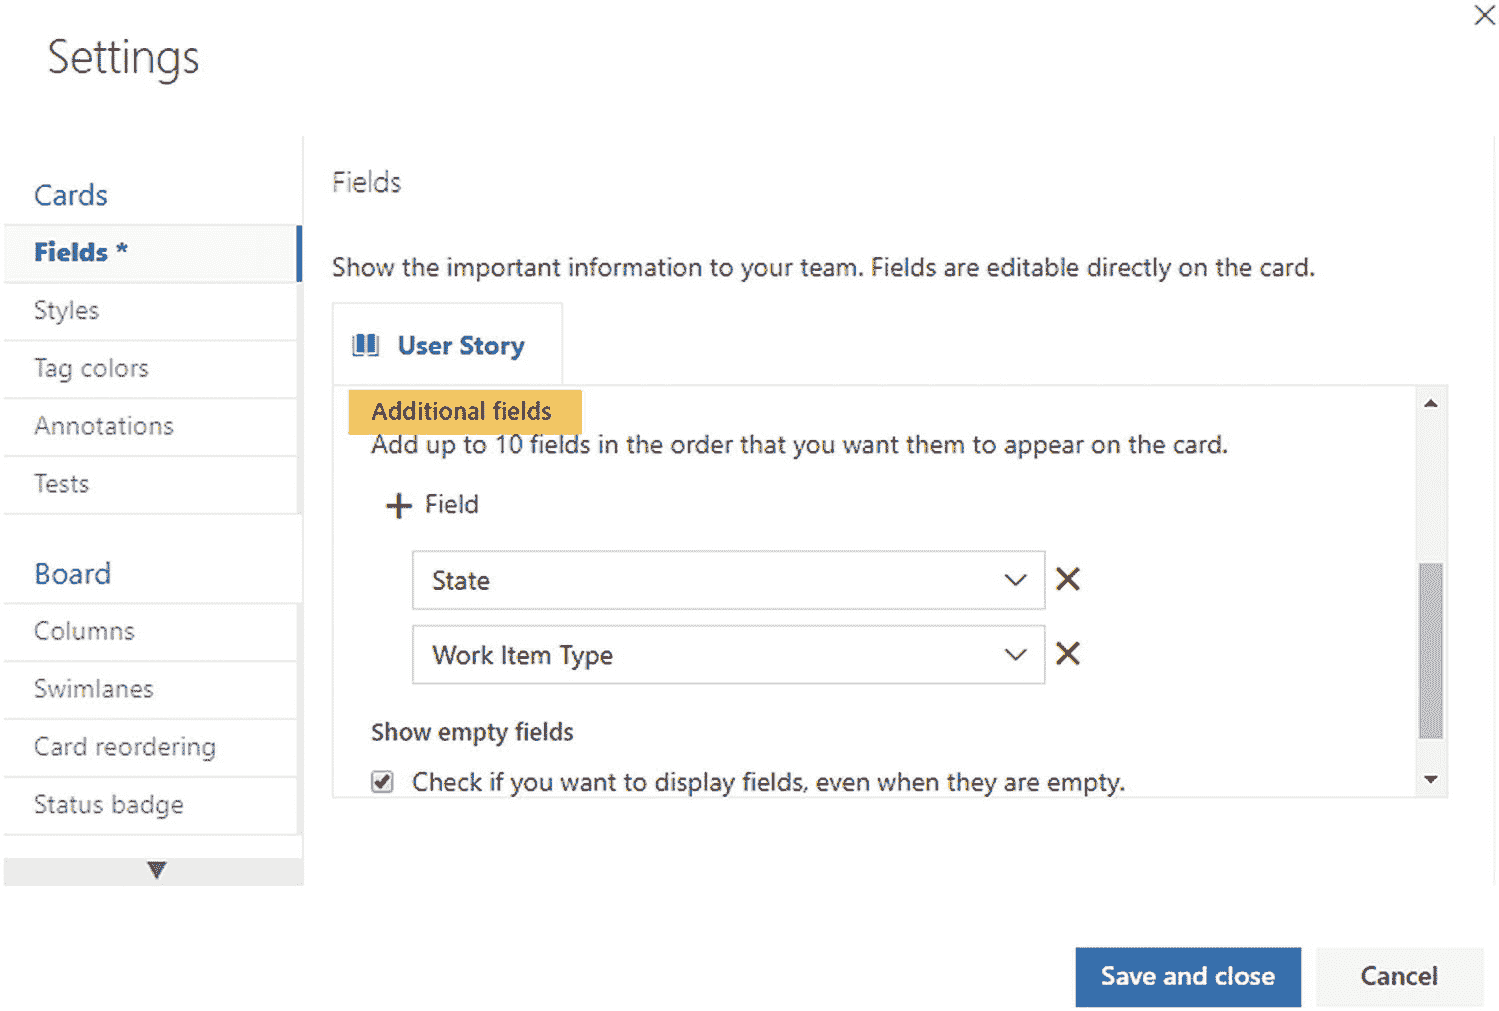 Settings
Cards
Fields *
Styles
Tag colors
Annotations
Tests
Board
Columns
Swimlanes
Card reordering
Status badge
Fields
Show the important information to your team. Fields are editable directly on the card.
User Story
Additional fields
Add up to 10 fields in the order that you want them to appear on the card.
Field
State
Work Item Type
Show empty fields
Check if you want to display fields, even when they are empty.
Save and close
Cancel